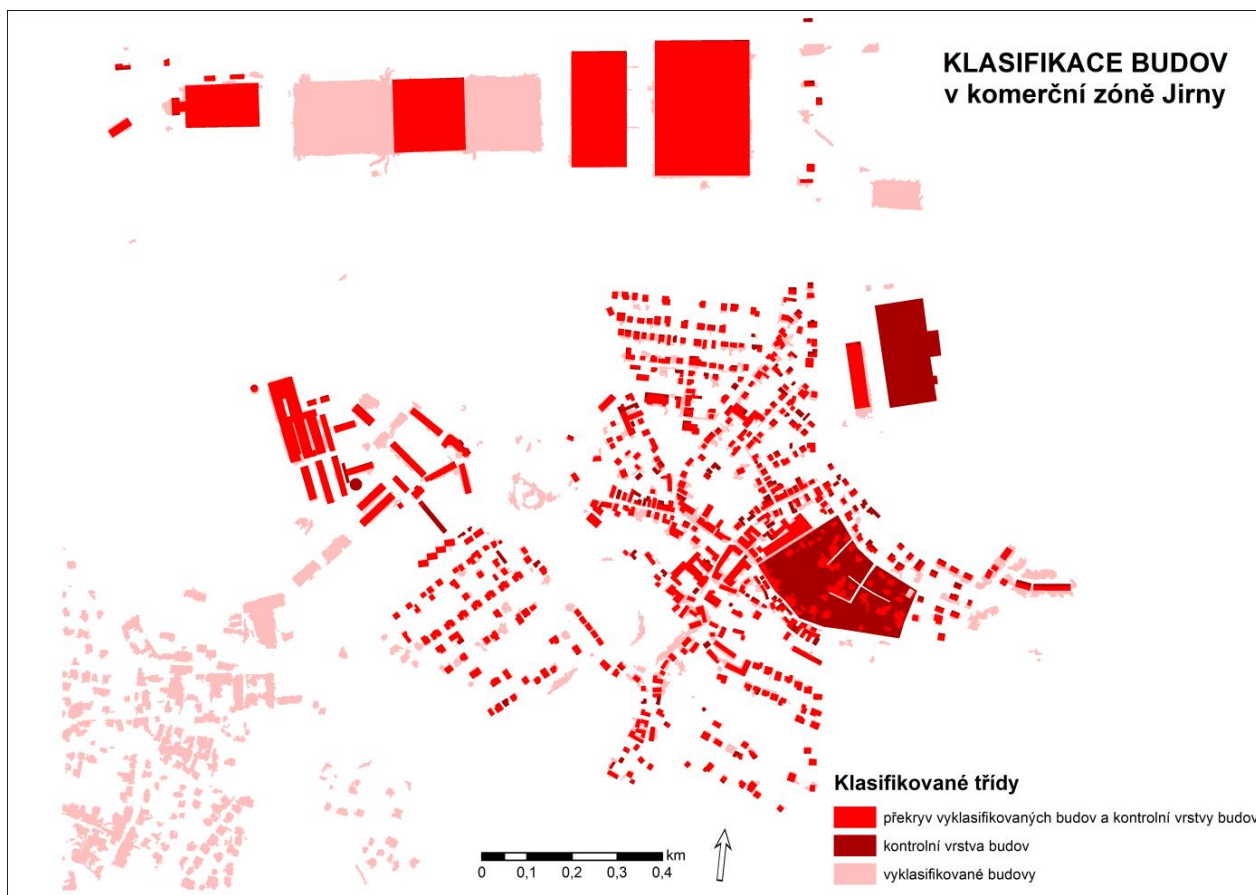 KLASIFIKACE BUDOV
v komerční zóně Jirny
Klasifikované třídy
překryv vyklasifikovaných budov a kontrolní vrstvy budov
kontrolní vrstva budov
vyklasifikované budovy
km
0 0,1 0,2 0,3 0,4